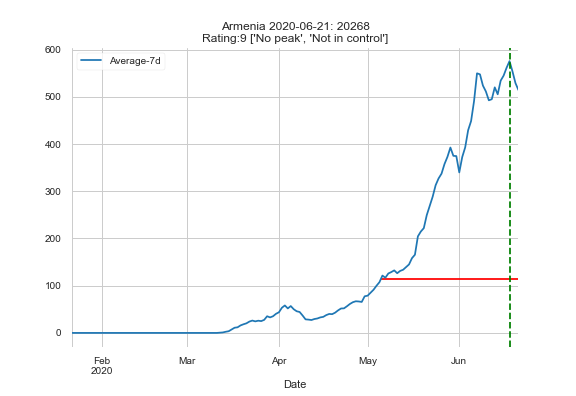 Armenia 2020-06-21: 20268
Rating:9 ['No peak', 'Not in control']
Average-7d
600
500
400
300
200
100
0
Feb
2020
Mar
Apr
May
Jun
Date